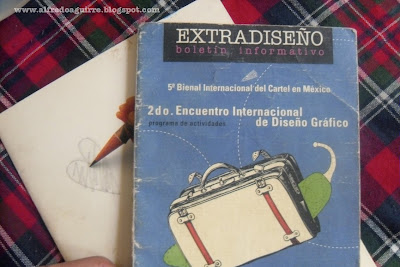 www.alfredoaguirre.blogspot.com
EXTRADISEÑO
boletín informativo
5ª Bienal Internacional del Cartel en México
2do. Encuentro Internacional
de Diseño Gráfico
programa de actividades